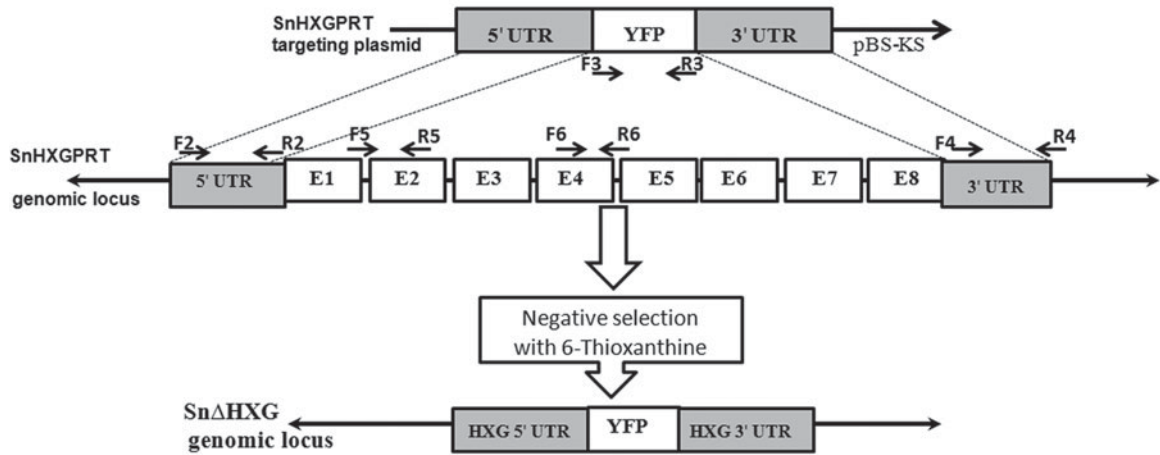 SnHXGPRT
targeting plasmid
5' UTR YFP 3' UTR
pBS-KS
F3 R3
F2 R2 F5 R5 F6 R6 F4 R4
SnHXGPRT
genomic locus
5' UTR E1 E2 E3 E4 E5 E6 E7 E8 3' UTR
Negative selection
with 6-Thioxanthine
SnΔHXG
genomic locus
HXG 5' UTR YFP HXG 3' UTR